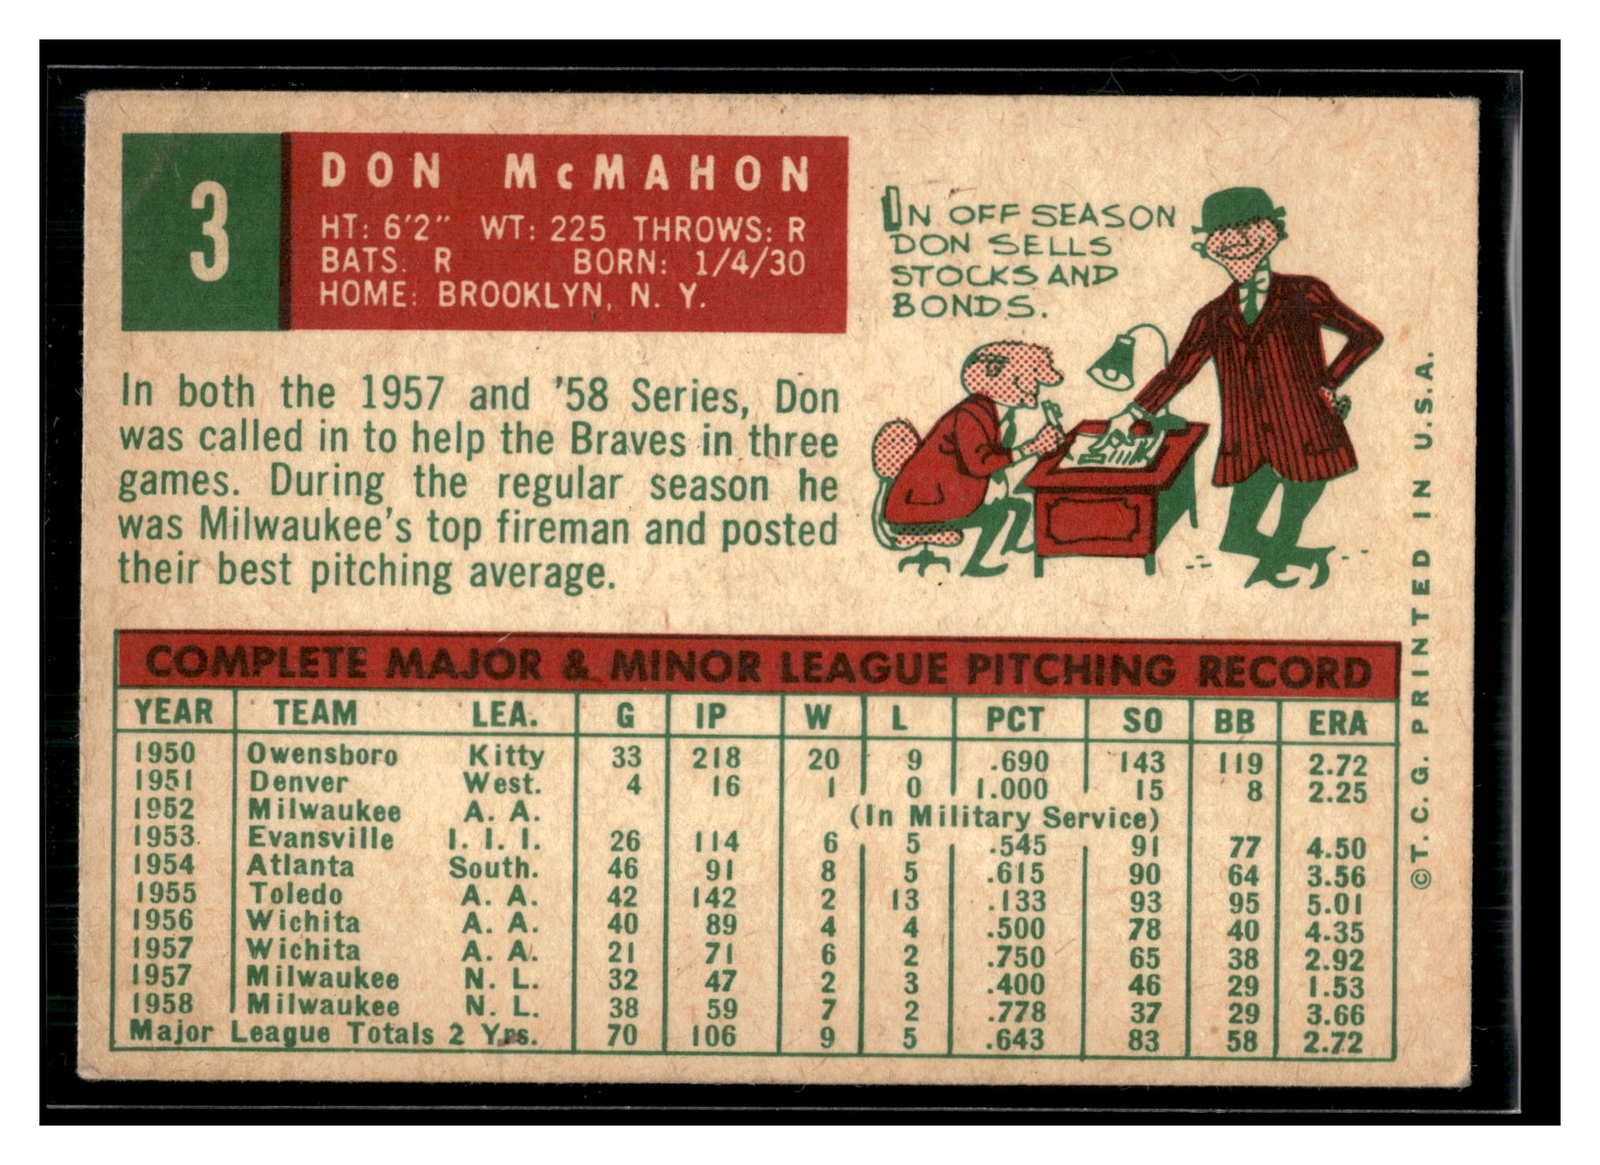 3
DON McMAHON
HT: 6'2" WT: 225 THROWS: R
BATS: R BORN: 1/4/30
HOME: BROOKLYN, N. Y.
IN OFF SEASON
DON SELLS
STOCKS AND
BONDS.
In both the 1957 and '58 Series, Don
was called in to help the Braves in three
games. During the regular season he
was Milwaukee's top fireman and posted
their best pitching average.
COMPLETE MAJOR & MINOR LEAGUE PITCHING RECORD
YEAR TEAM LEA. G IP W L PCT SO BB ERA
1950 Owensboro Kitty 33 218 20 9 .690 143 119 2.72
1951 Denver West. 4 16 1 0 1.000 15 8 2.25
1952 Milwaukee A. A. (In Military Service)
1953 Evansville I. I. I. 26 114 6 5 .545 91 77 4.50
1954 Atlanta South. 46 91 8 5 .615 90 64 3.56
1955 Toledo A. A. 42 142 2 13 .133 93 95 5.01
1956 Wichita A. A. 40 89 4 4 .500 78 40 4.35
1957 Wichita A. A. 21 71 6 2 .750 65 38 2.92
1957 Milwaukee N. L. 32 47 2 3 .400 46 29 1.53
1958 Milwaukee N. L. 38 59 7 2 .778 37 29 3.66
Major League Totals 2 Yrs. 70 106 9 5 .643 83 58 2.72
©T.C.G. PRINTED IN U.S.A.